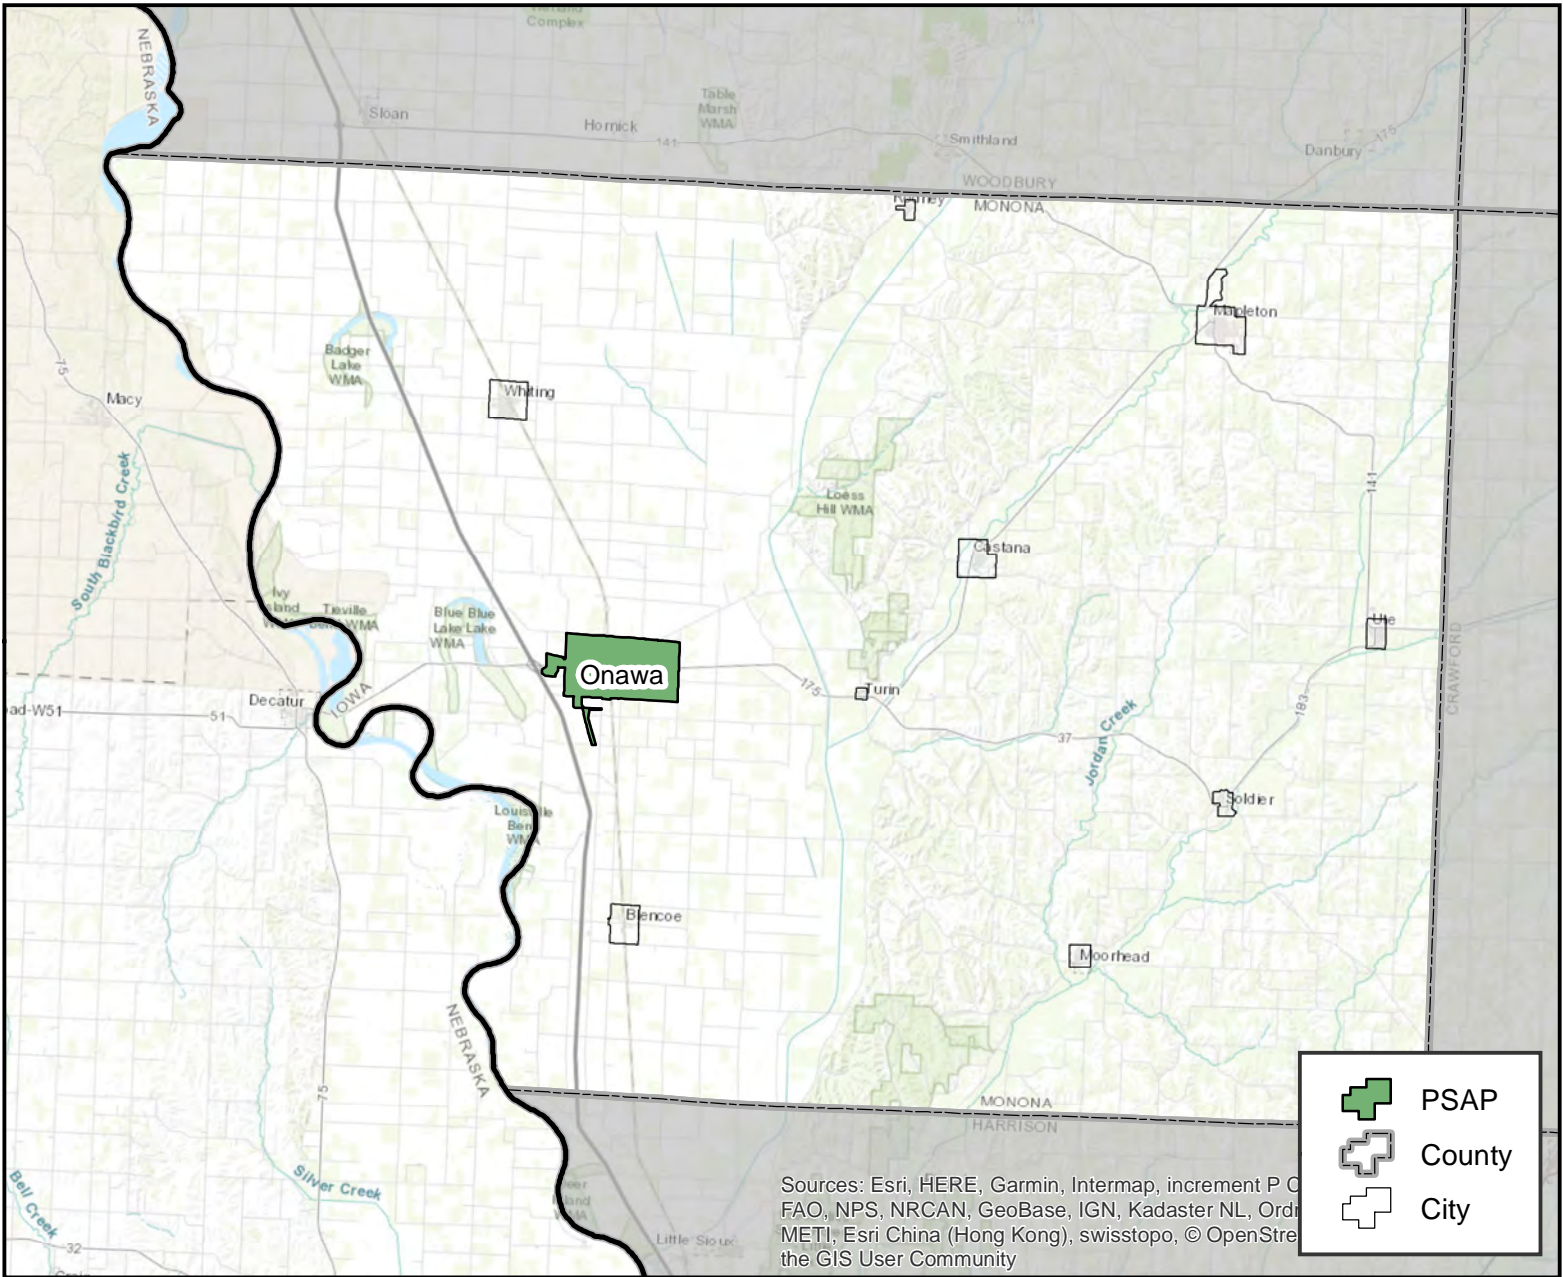 Wetland
Complex
NEBRASKA
Sloan
Hornick
141
Table
Marsh
WMA
Smithland
Danbury
175
WOODBURY
MONONA
Mapleton
75
Macy
Badger
Lake
WMA
Whiting
South Blackbird Creek
Loess
Hill WMA
141
Castana
Ivy
Island
Tieville
Bend WMA
Blue Blue
Lake Lake
WMA
Onawa
175
Turin
Ute
CRAWFORD
183
IOWA
Decatur
51
Jordan Creek
37
Soldier
Louisville
Bend
WMA
Blencoe
Moorhead
NEBRASKA
75
MONONA
HARRISON
Silver Creek
Bell Creek
32
Little Sioux
PSAP
County
City
Sources: Esri, HERE, Garmin, Intermap, increment P C
FAO, NPS, NRCAN, GeoBase, IGN, Kadaster NL, Ord
METI, Esri China (Hong Kong), swisstopo, © OpenStre
the GIS User Community